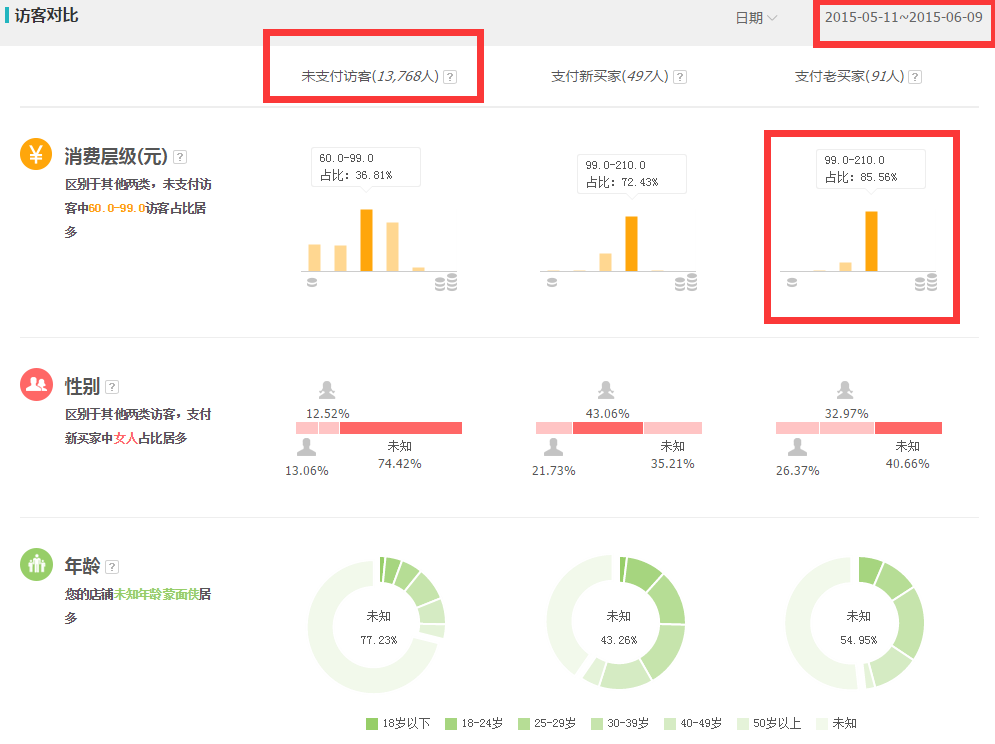 访客对比
日期
2015-05-11~2015-06-09
未支付访客(13,768人) ?
支付新买家(497人) ?
支付老买家(91人) ?
¥
消费层级(元) ?
区别于其他两类，未支付访
客中60.0-99.0访客占比居
多
60.0-99.0
占比: 36.81%
99.0-210.0
占比: 72.43%
99.0-210.0
占比: 85.56%
性别 ?
区别于其他两类访客，支付
新买家中女人占比居多
12.52%
13.06%
未知
74.42%
43.06%
21.73%
未知
35.21%
32.97%
26.37%
未知
40.66%
年龄 ?
您的店铺未知年龄蒙面侠居
多
未知
77.23%
未知
43.26%
未知
54.95%
18岁以下
18-24岁
25-29岁
30-39岁
40-49岁
50岁以上
未知